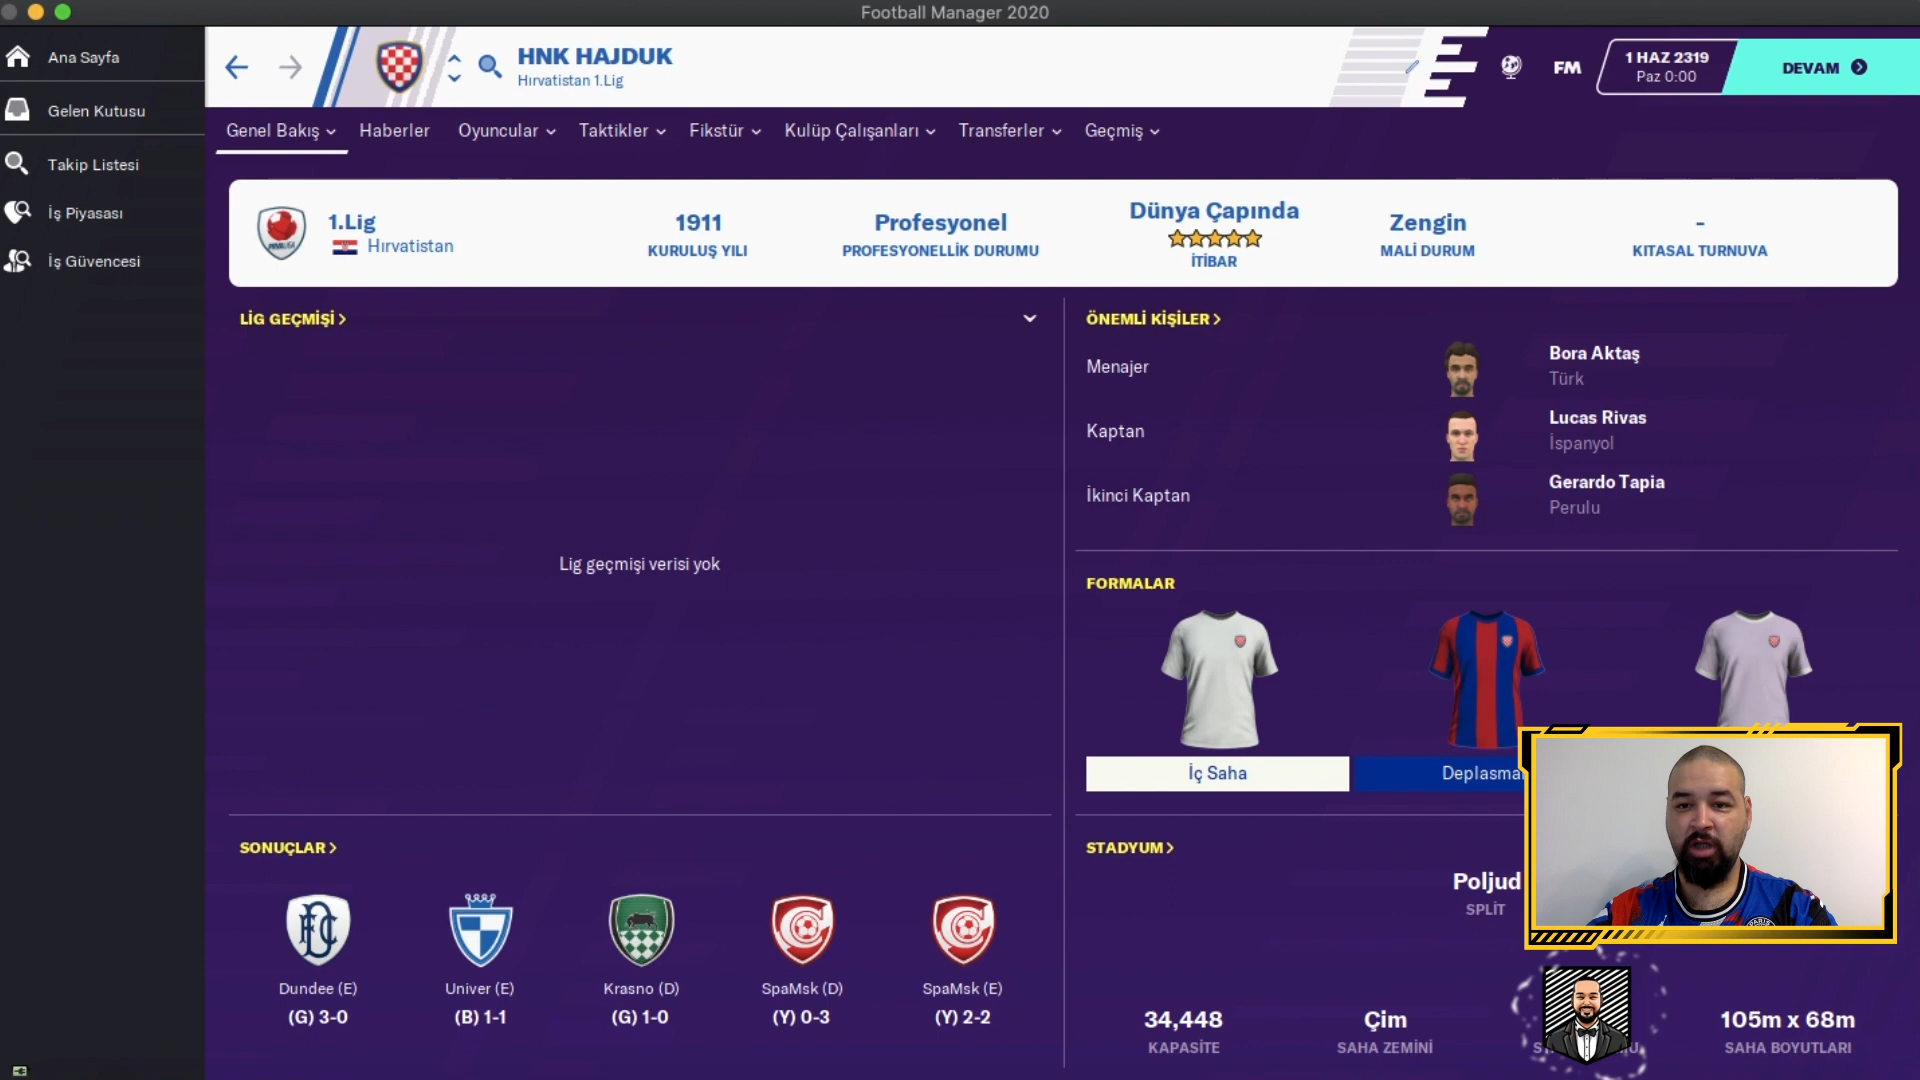 Football Manager 2020
Ana Sayfa
Gelen Kutusu
Takip Listesi
İş Piyasası
İş Güvencesi
HNK HAJDUK
Hırvatistan 1.Lig
FM
1 HAZ 2319
Paz 0:00
DEVAM
Genel Bakış
Haberler
Oyuncular
Taktikler
Fikstür
Kulüp Çalışanları
Transferler
Geçmiş
1.Lig
Hırvatistan
1911
KURULUŞ YILI
Profesyonel
PROFESYONELLİK DURUMU
Dünya Çapında
İTİBAR
Zengin
MALİ DURUM
-
KITASAL TURNUVA
LİG GEÇMİŞİ
Lig geçmişi verisi yok
ÖNEMLİ KİŞİLER
Menajer
Bora Aktaş
Türk
Kaptan
Lucas Rivas
İspanyol
İkinci Kaptan
Gerardo Tapia
Perulu
FORMALAR
İç Saha
Deplasma
SONUÇLAR
Dundee (E)
(G) 3-0
Univer (E)
(B) 1-1
Krasno (D)
(G) 1-0
SpaMsk (D)
(Y) 0-3
SpaMsk (E)
(Y) 2-2
STADYUM
Poljud
SPLİT
34,448
KAPASİTE
Çim
SAHA ZEMİNİ
105m x 68m
SAHA BOYUTLARI
PARIS